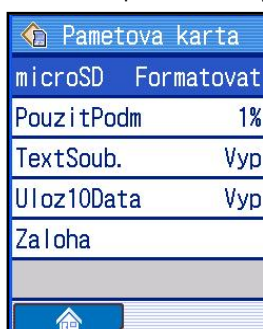 Pametova karta
microSD Formatovat
PouzitPodm 1%
TextSoub. Vyp
Uloz10Data Vyp
Zaloha